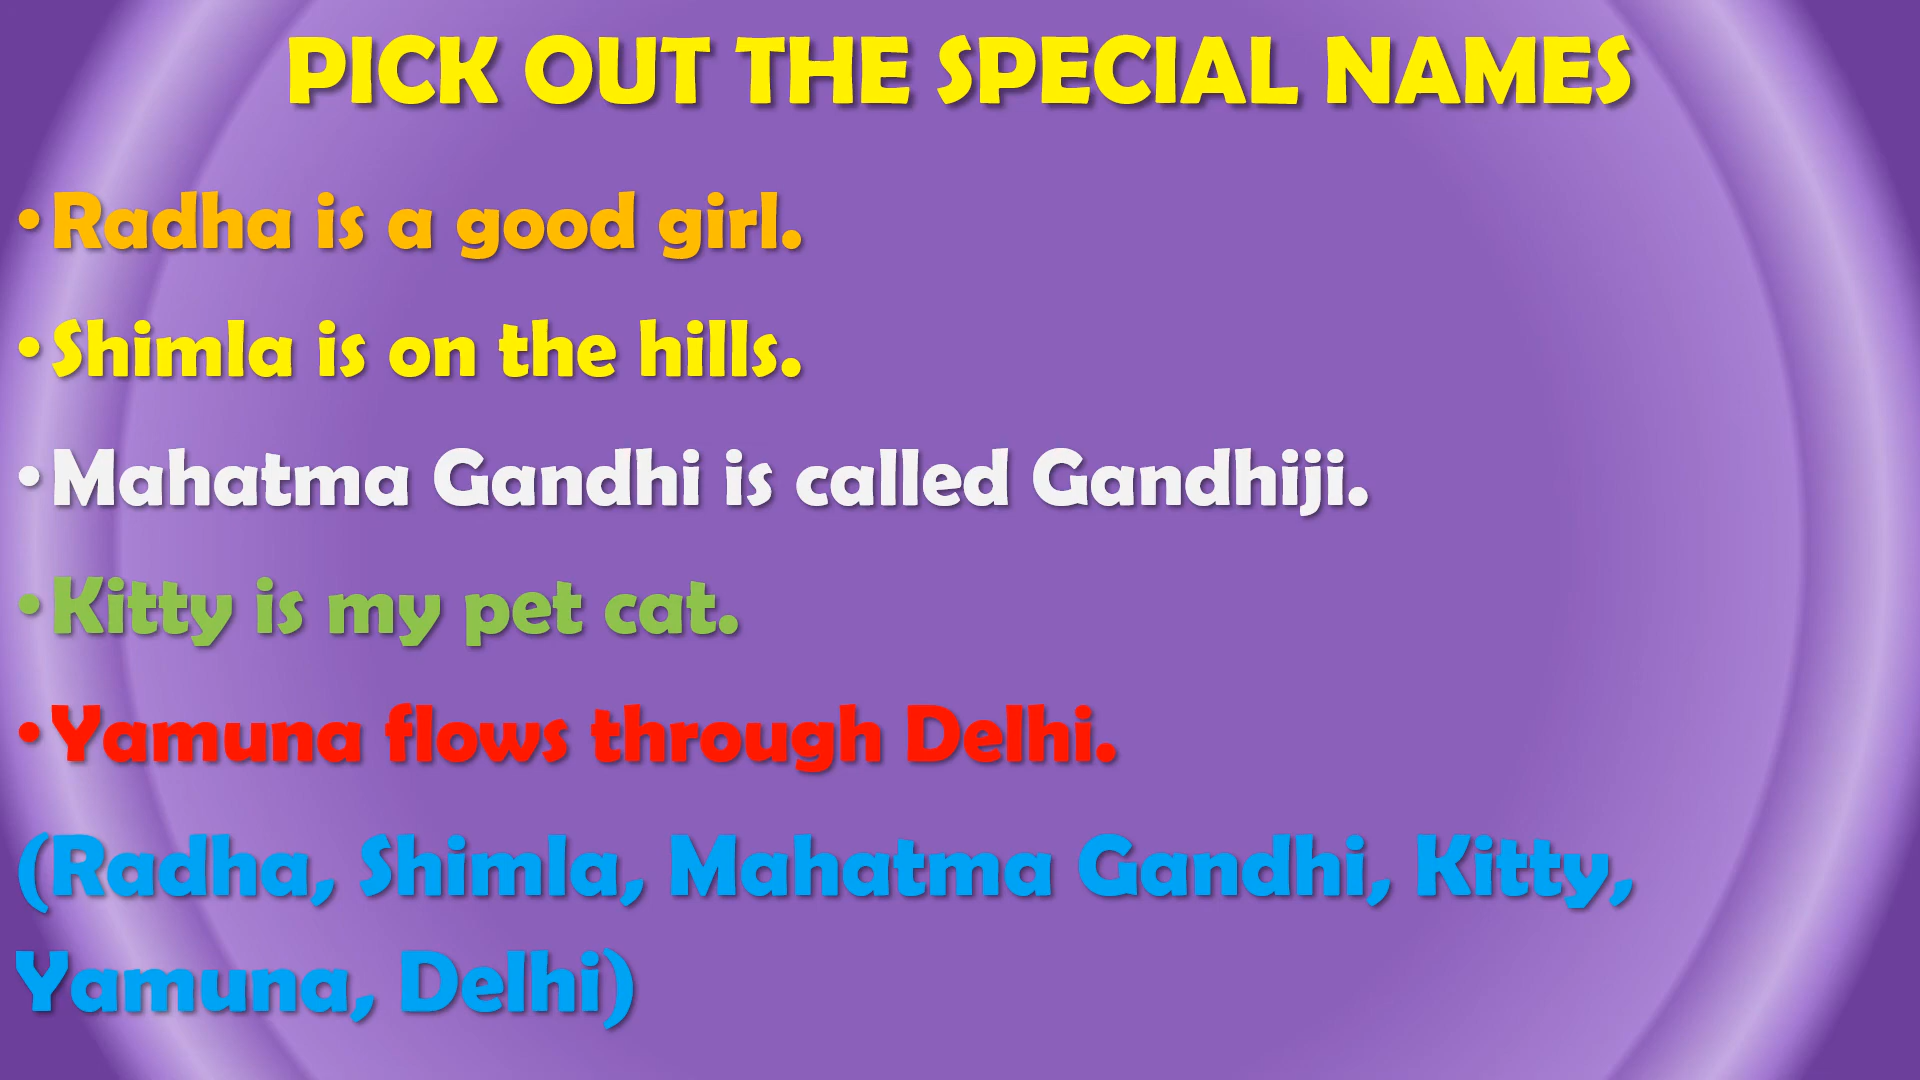 PICK OUT THE SPECIAL NAMES
•Radha is a good girl.
•Shimla is on the hills.
•Mahatma Gandhi is called Gandhiji.
•Kitty is my pet cat.
•Yamuna flows through Delhi.
(Radha, Shimla, Mahatma Gandhi, Kitty,
Yamuna, Delhi)